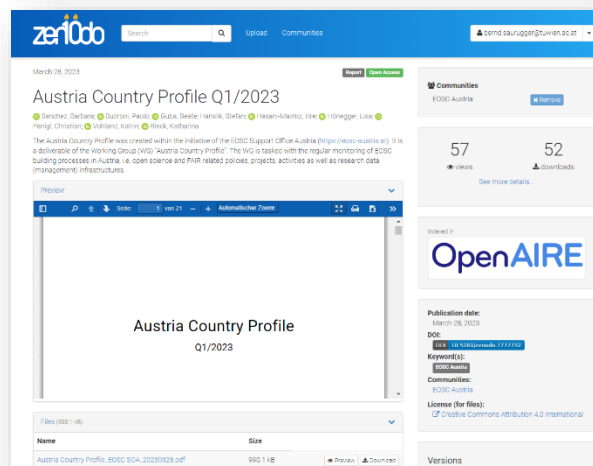 zen10do
Search
Upload
Communities
bernd.saurugger@tuwien.ac.at
March 28, 2023
Report
Open Access
Austria Country Profile Q1/2023
Sánchez, Barbara; Budroni, Paolo; Guba, Beate; Hanslik, Stefan; Hasani-Mavriqi, Ilire; Hönegger, Lisa;
Panigl, Christian; Vohland, Katrin; Rieck, Katharina
The Austria Country Profile was created within the initiative of the EOSC Support Office Austria (https://eosc-austria.at). It is
a deliverable of the Working Group (WG) "Austria Country Profile". The WG is tasked with the regular monitoring of EOSC
building processes in Austria, i.e. open science and FAIR related policies, projects, activities as well as research data
(management) infrastructures.
Preview
Seite: 1 von 21 − + Automatischer Zoom
Austria Country Profile
Q1/2023
Files (990.1 kB)
Name
Size
Austria Country Profile_EOSC SOA_20230328.pdf
990.1 kB
Preview
Download
Communities
EOSC Austria
Remove
57
52
views
downloads
See more details...
Indexed in
OpenAIRE
Publication date:
March 28, 2023
DOI:
DOI 10.5281/zenodo.7777732
Keyword(s):
EOSC Austria
Communities:
EOSC Austria
License (for files):
Creative Commons Attribution 4.0 International
Versions